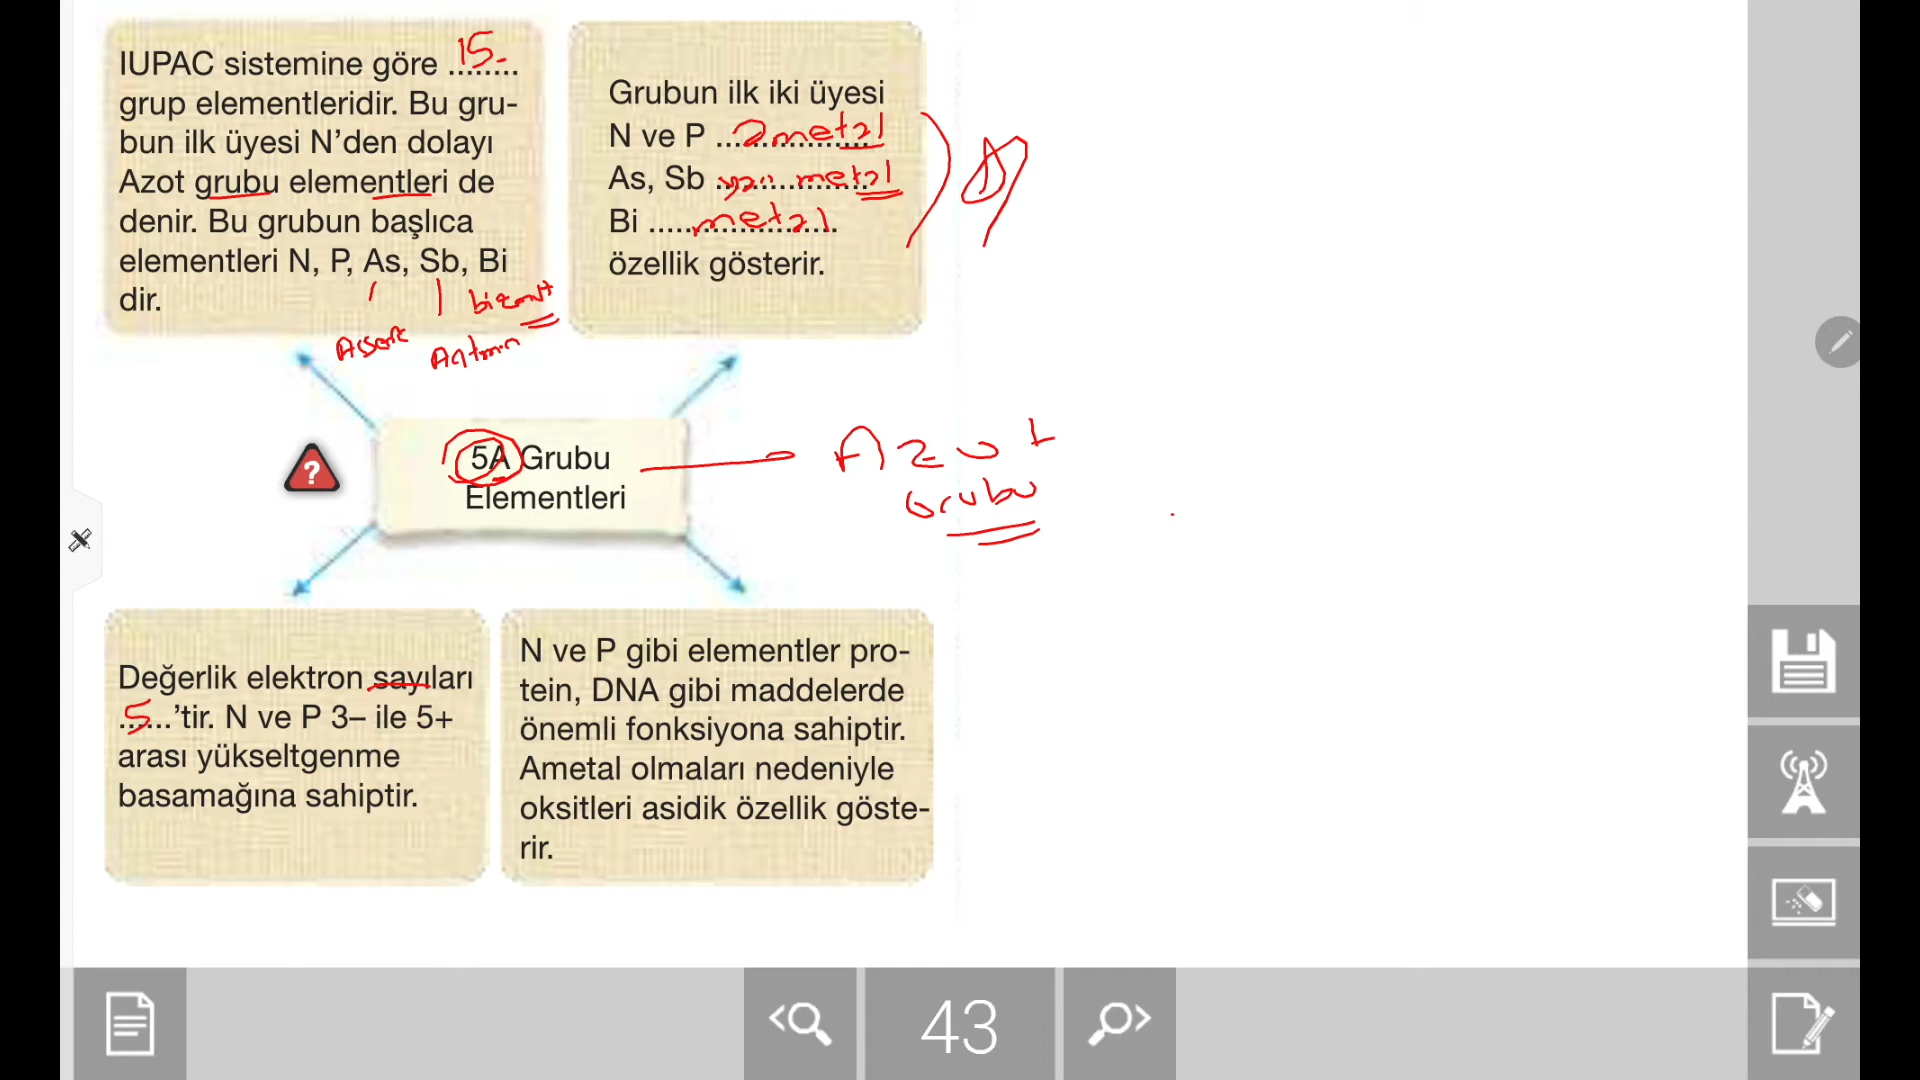 IUPAC sistemine göre 15. ........
grup elementleridir. Bu gru-
bun ilk üyesi N’den dolayı
Azot grubu elementleri de
denir. Bu grubun başlıca
elementleri N, P, As, Sb, Bi
dir.
bizmut
Grubun ilk iki üyesi
N ve P ametal
As, Sb yarı metal
Bi metal
özellik gösterir.
5A Grubu
Elementleri
Azot
Grubu
?
Değerlik elektron sayıları
5 ’tir. N ve P 3– ile 5+
arası yükseltgenme
basamağına sahiptir.
N ve P gibi elementler pro-
tein, DNA gibi maddelerde
önemli fonksiyona sahiptir.
Ametal olmaları nedeniyle
oksitleri asidik özellik göste-
rir.
43